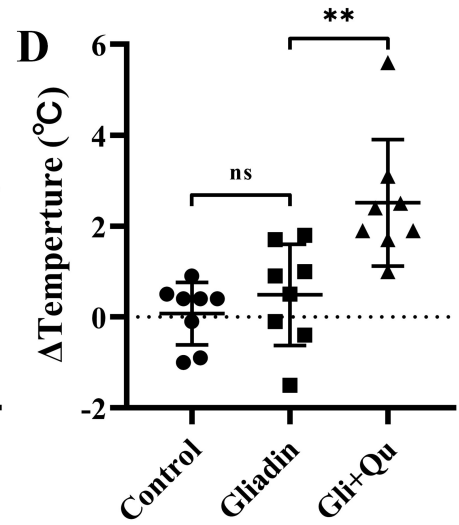 D
**
ns
ΔTemperture (℃)
6
4
2
0
-2
Control
Gliadin
Gli+Qu